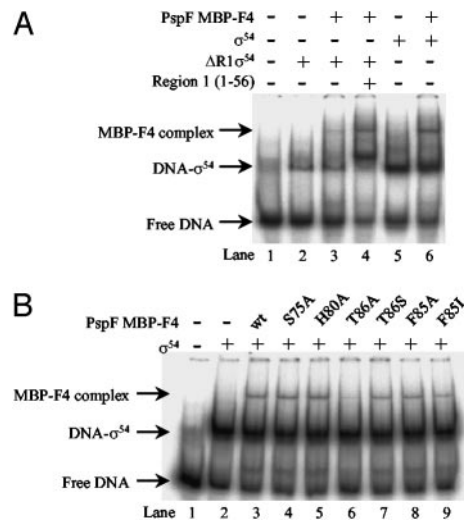 A
PspF MBP-F4 - - + + - +
σ54 - - - - + +
ΔR1σ54 - + + + - -
Region 1 (1-56) - - - + - -
MBP-F4 complex
DNA-σ54
Free DNA
Lane 1 2 3 4 5 6
B
PspF MBP-F4 - - wt S75A H80A T86A T86S F85A F85L
σ54 - + + + + + + + +
MBP-F4 complex
DNA-σ54
Free DNA
Lane 1 2 3 4 5 6 7 8 9